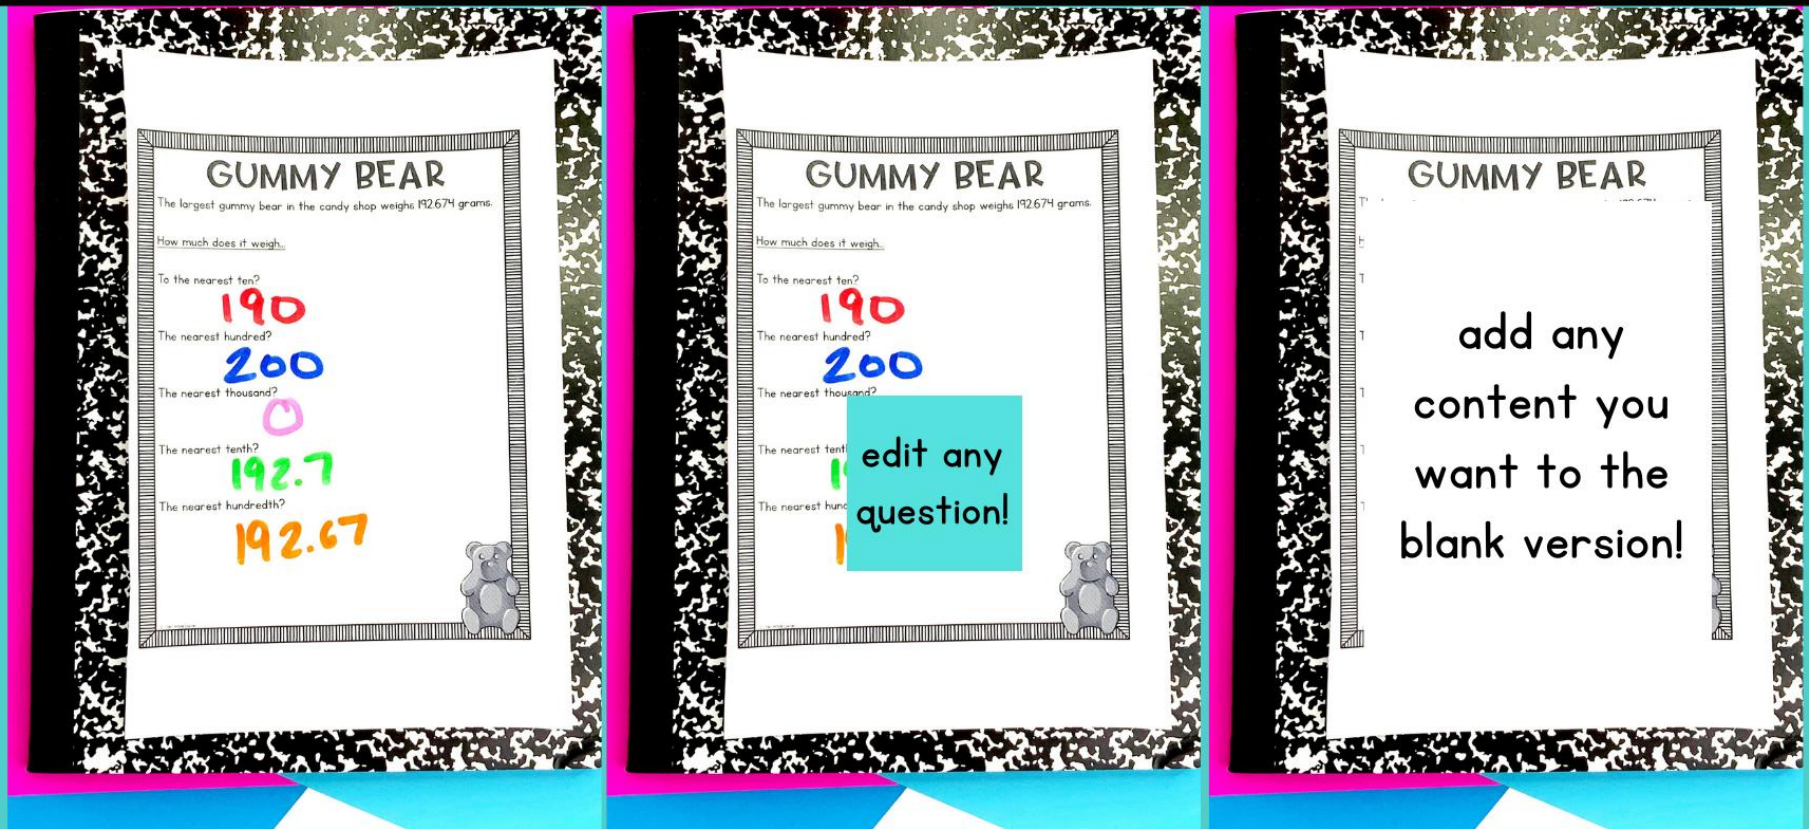 GUMMY BEAR
The largest gummy bear in the candy shop weighs 192.674 grams.
How much does it weigh...
To the nearest ten?
190
The nearest hundred?
200
The nearest thousand?
0
The nearest tenth?
192.7
The nearest hundredth?
192.67
GUMMY BEAR
The largest gummy bear in the candy shop weighs 192.674 grams.
How much does it weigh...
To the nearest ten?
190
The nearest hundred?
200
The nearest thousand?
The nearest tent
1
The nearest hund
1
edit any
question!
GUMMY BEAR
add any
content you
want to the
blank version!